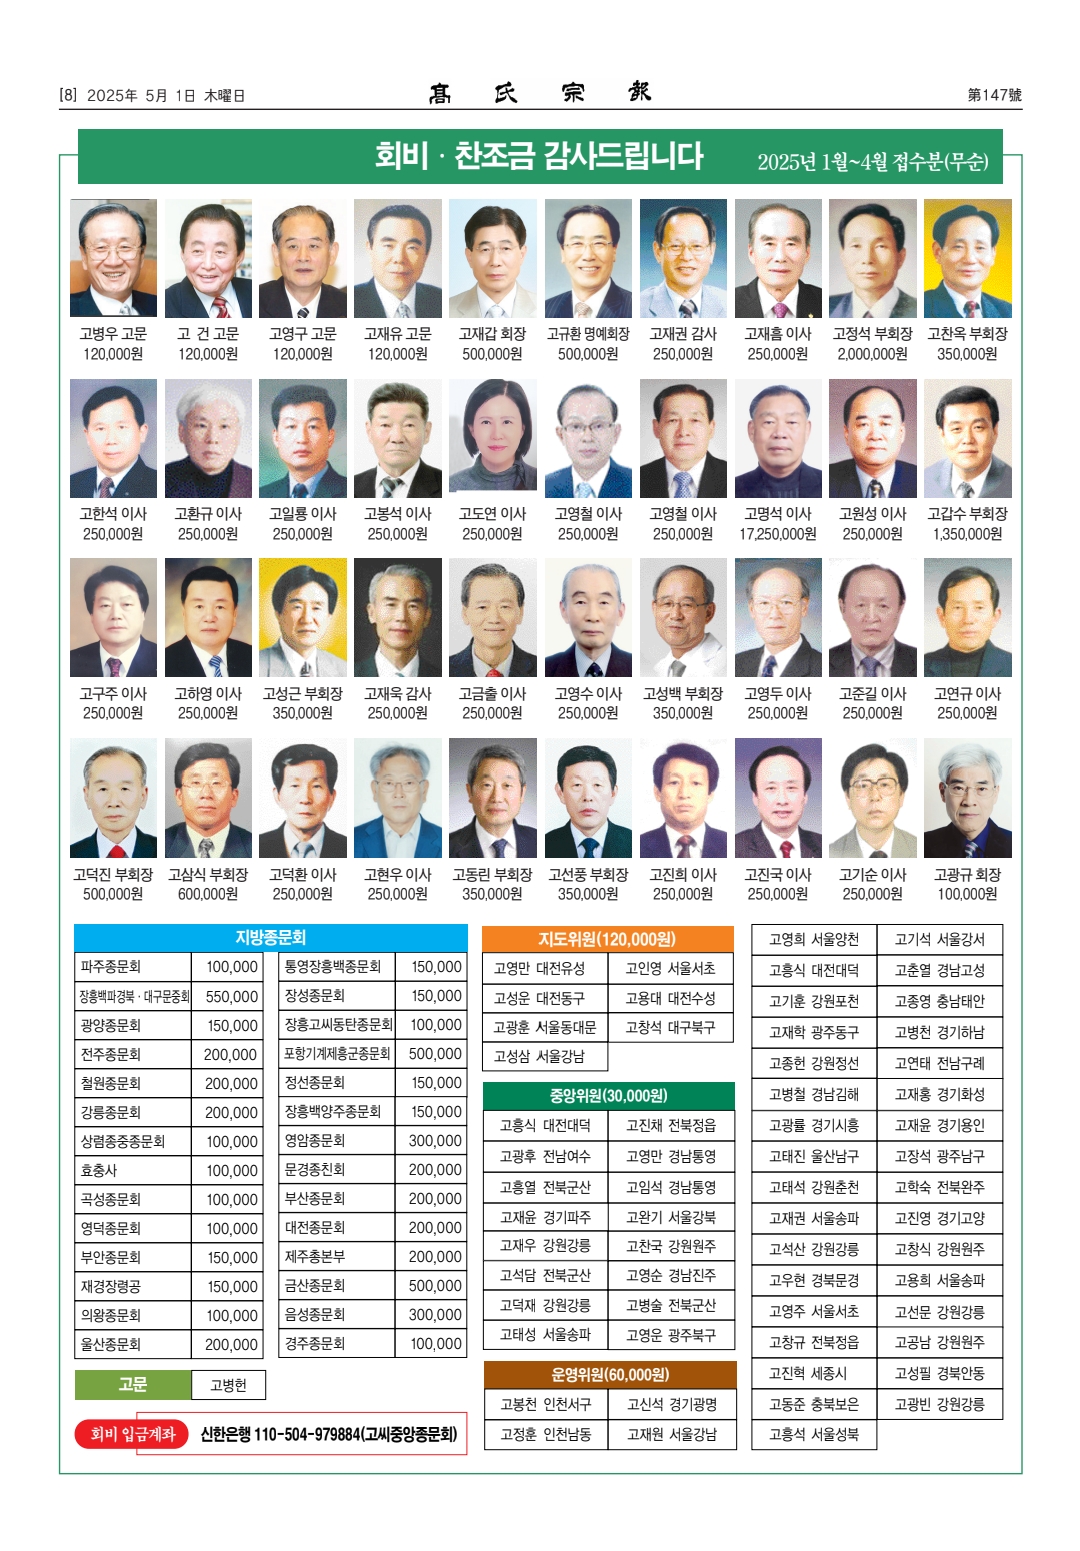 [8] 2025年 5月 1日 木曜日
髙氏宗報
第147號
회비 · 찬조금 감사드립니다
2025년 1월~4월 접수분(무순)
고병우 고문 고 건 고문 고영구 고문 고재유 고문 고재갑 회장 고규환 명예회장 고재권 감사 고재흠 이사 고정석 부회장 고찬옥 부회장
120,000원 120,000원 120,000원 120,000원 500,000원 500,000원 250,000원 250,000원 2,000,000원 350,000원
고한석 이사 고환규 이사 고일룡 이사 고봉석 이사 고도연 이사 고영철 이사 고영철 이사 고명석 이사 고원성 이사 고갑수 부회장
250,000원 250,000원 250,000원 250,000원 250,000원 250,000원 250,000원 17,250,000원 250,000원 1,350,000원
고구주 이사 고하영 이사 고성근 부회장 고재욱 감사 고금출 이사 고영수 이사 고성백 부회장 고영두 이사 고준길 이사 고연규 이사
250,000원 250,000원 350,000원 250,000원 250,000원 250,000원 350,000원 250,000원 250,000원 250,000원
고덕진 부회장 고삼식 부회장 고덕환 이사 고현우 이사 고동린 부회장 고선풍 부회장 고진희 이사 고진국 이사 고기순 이사 고광규 회장
500,000원 600,000원 250,000원 250,000원 350,000원 350,000원 250,000원 250,000원 250,000원 100,000원
지방종문회
파주종문회 100,000
장흥백파경북 · 대구문중회 550,000
광양종문회 150,000
전주종문회 200,000
철원종문회 200,000
강릉종문회 200,000
상령종중종문회 100,000
효충사 100,000
곡성종문회 100,000
영덕종문회 100,000
부안종문회 150,000
재경장령공 150,000
의왕종문회 100,000
울산종문회 200,000
통영장흥백종문회 150,000
장성종문회 150,000
장흥고씨동탄종문회 100,000
포항기계제흥군종문회 500,000
정선종문회 150,000
장흥백양주종문회 150,000
영암종문회 300,000
문경종친회 200,000
부산종문회 200,000
대전종문회 200,000
제주총본부 200,000
금산종문회 500,000
음성종문회 300,000
경주종문회 100,000
고문 고병헌
회비 입금계좌 신한은행 110-504-979884(고씨중앙종문회)
지도위원(120,000원)
고영만 대전유성 고인영 서울서초
고성운 대전동구 고용대 대전수성
고광훈 서울동대문 고창석 대구북구
고성삼 서울강남
중앙위원(30,000원)
고흥식 대전대덕 고진채 전북정읍
고광후 전남여수 고영만 경남통영
고흥열 전북군산 고임석 경남통영
고재윤 경기파주 고완기 서울강북
고재우 강원강릉 고찬국 강원원주
고석담 전북군산 고영순 경남진주
고덕재 강원강릉 고병술 전북군산
고태성 서울송파 고영운 광주북구
운영위원(60,000원)
고봉천 인천서구 고신석 경기광명
고정훈 인천남동 고재원 서울강남
고영희 서울양천 고기석 서울강서
고흥식 대전대덕 고춘열 경남고성
고기훈 강원포천 고종영 충남태안
고재학 광주동구 고병천 경기하남
고종헌 강원정선 고연태 전남구례
고병철 경남김해 고재홍 경기화성
고광률 경기시흥 고재윤 경기용인
고태진 울산남구 고장석 광주남구
고태석 강원춘천 고학숙 전북완주
고재권 서울송파 고진영 경기고양
고석산 강원강릉 고창식 강원원주
고우현 경북문경 고용희 서울송파
고영주 서울서초 고선문 강원강릉
고창규 전북정읍 고공남 강원원주
고진혁 세종시 고성필 경북안동
고동준 충북보은 고광빈 강원강릉
고흥석 서울성북